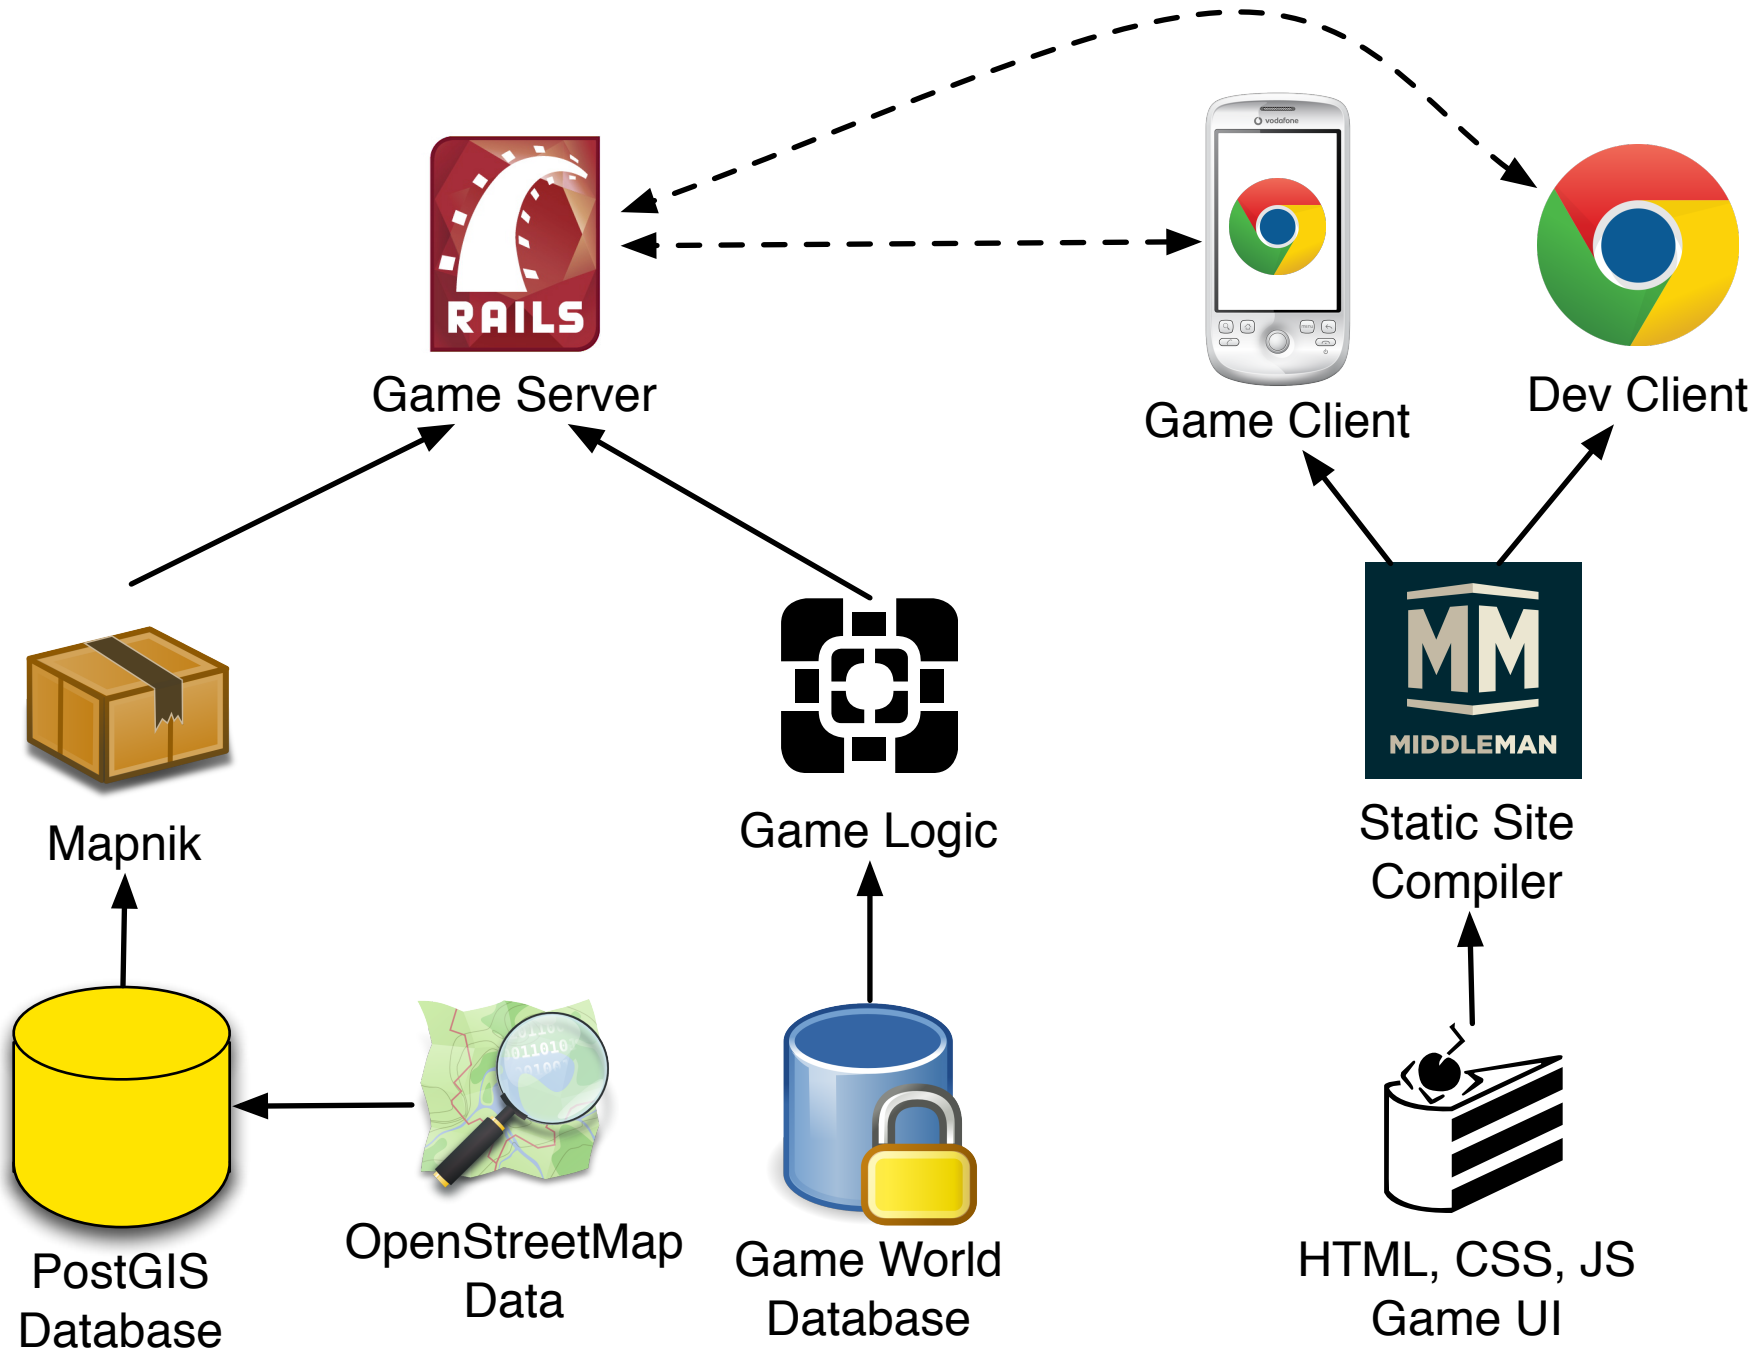 vodafone
RAILS
Game Server
Game Client
Dev Client
MIDDLEMAN
Mapnik
Game Logic
Static Site
Compiler
PostGIS
Database
OpenStreetMap
Data
Game World
Database
HTML, CSS, JS
Game UI